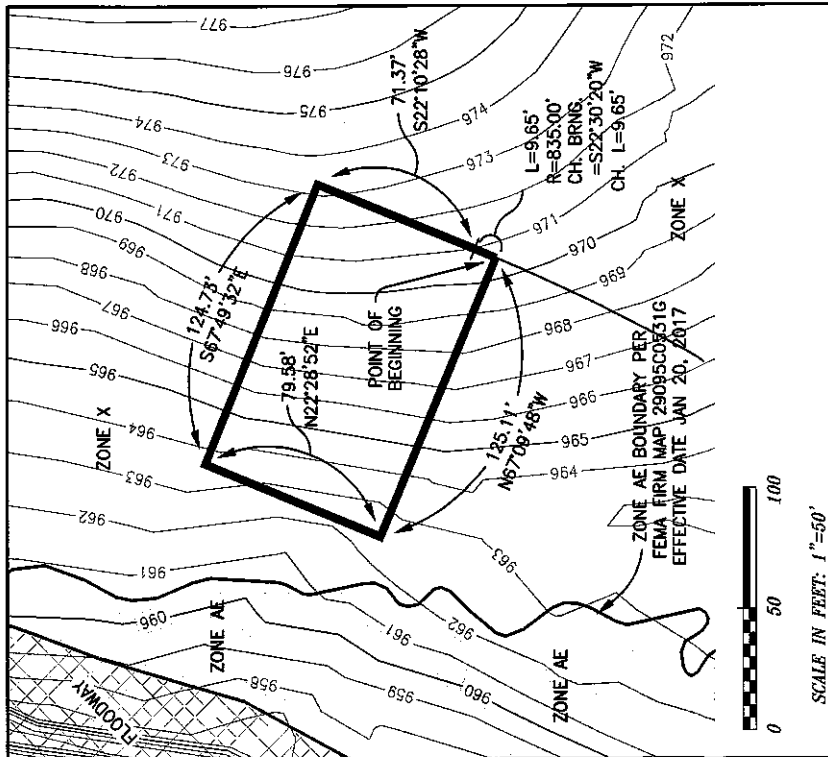 977
976
975
974
973
972
971
970
969
968
967
966
965
964
963
962
961
096
ZONE X
124.73'
S67°49'32"E
71.37'
S22°10'28"W
L=9.65'
R=835.00'
CH. BRNG.
=S22°30'20"W
CH. L=9.65'
79.58'
N22°28'52"E
POINT OF
BEGINNING
125.11'
N67°09'48"W
974
973
972
971
970
969
968
967
966
965
964
963
962
961
960
959
958
ZONE X
ZONE AE
ZONE AE
FLOODWAY
ZONE AE BOUNDARY PER
FEMA FIRM MAP 29095C0531G
EFFECTIVE DATE JAN 20, 2017
0
50
100
SCALE IN FEET: 1"=50'